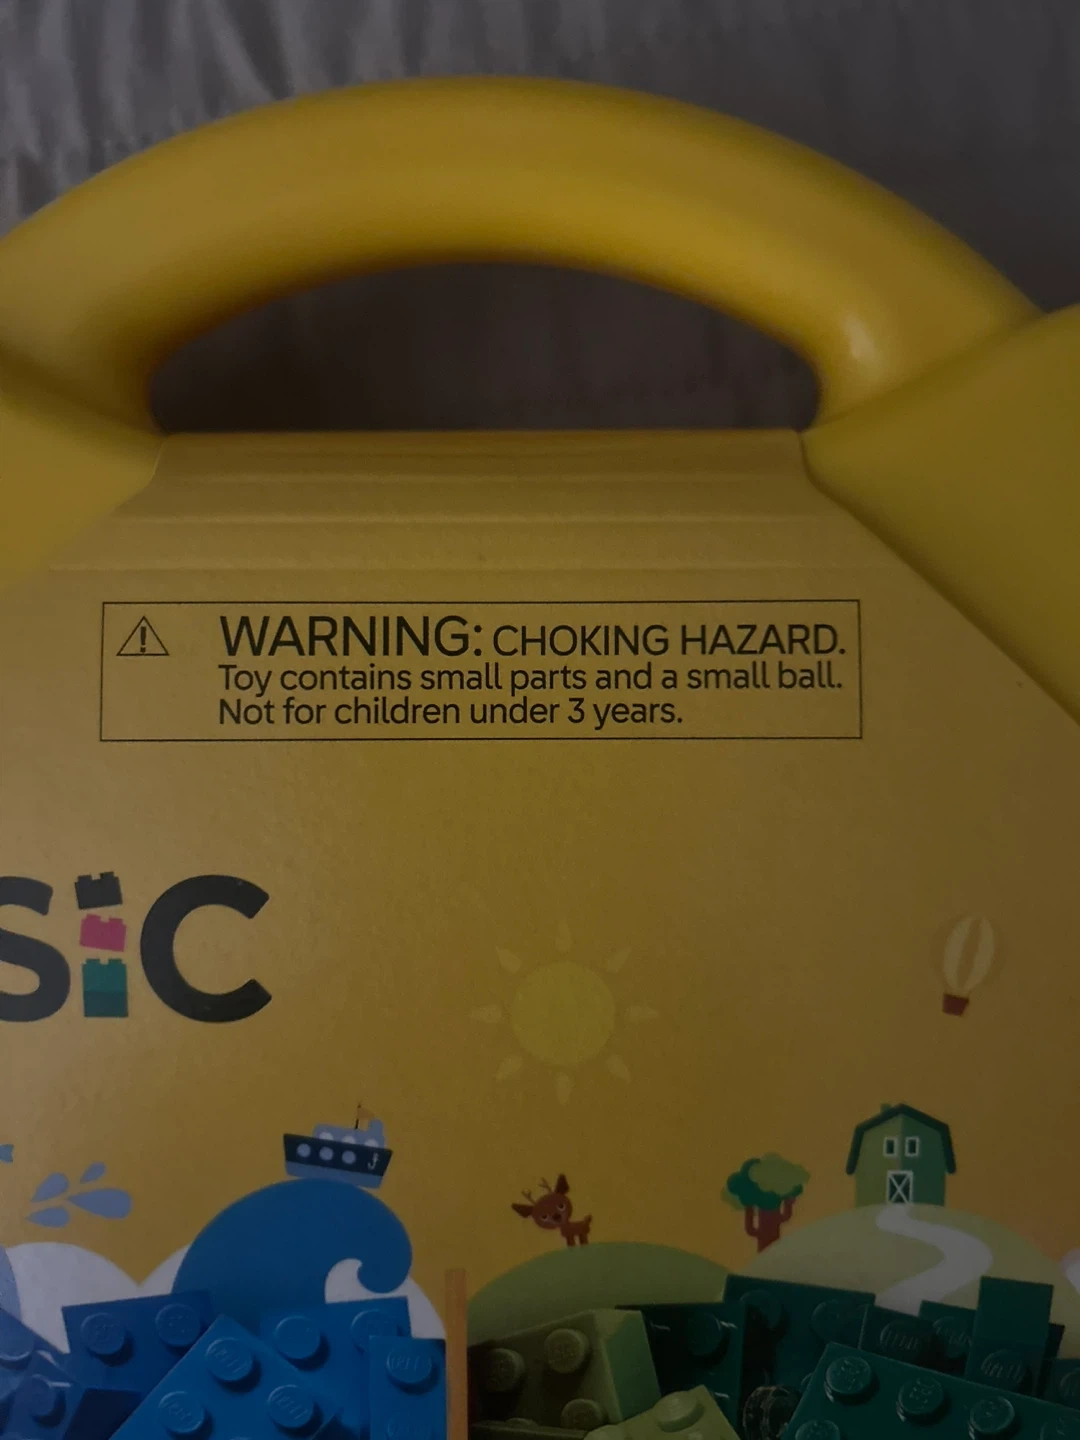 WARNING: CHOKING HAZARD.
Toy contains small parts and a small ball.
Not for children under 3 years.
SiC